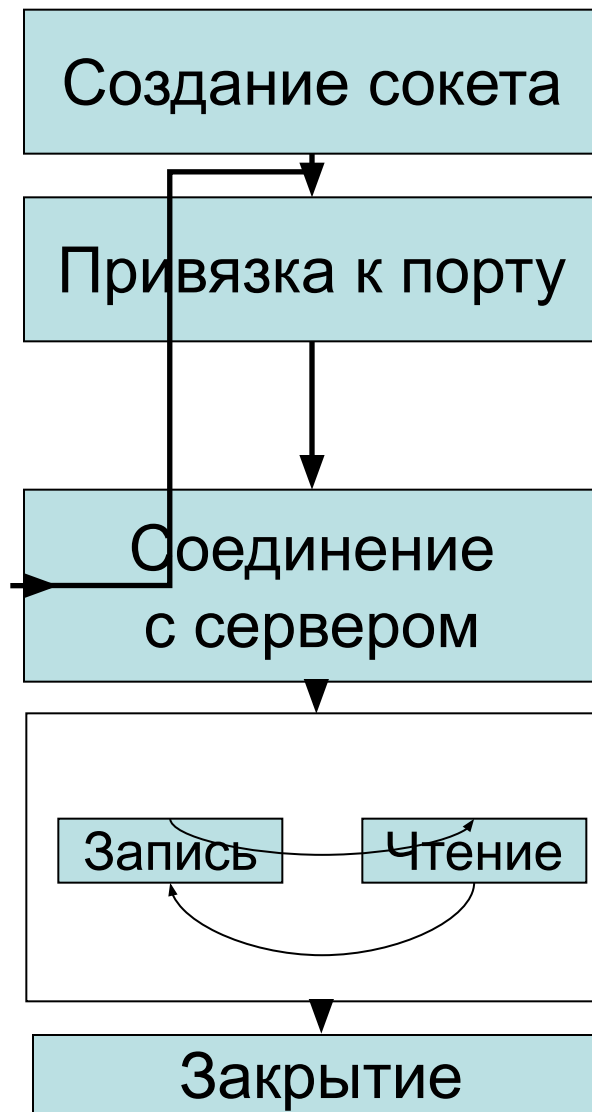 Создание сокета
Привязка к порту
Соединение
с сервером
Запись
Чтение
Закрытие